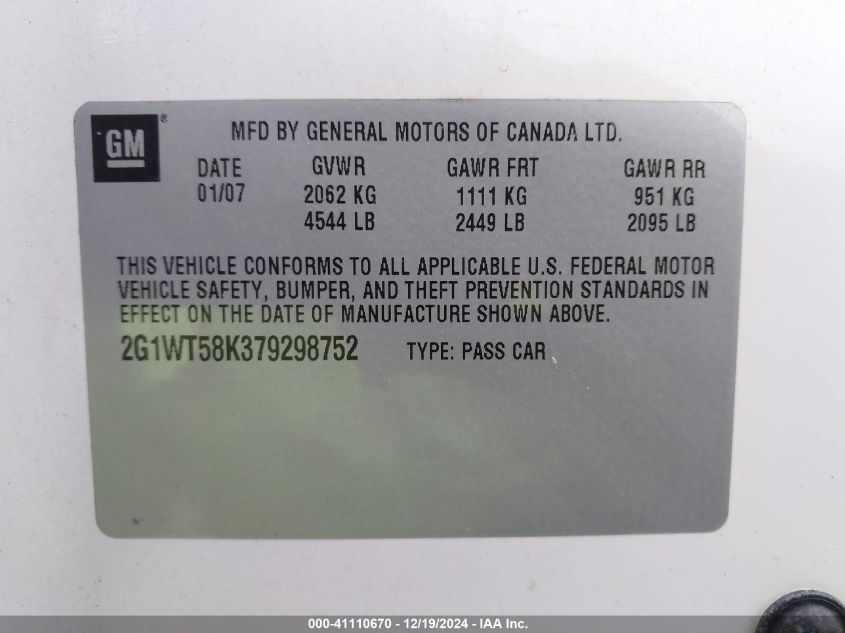 GM ®
MFD BY GENERAL MOTORS OF CANADA LTD.
DATE GVWR GAWR FRT GAWR RR
01/07 2062 KG 1111 KG 951 KG
4544 LB 2449 LB 2095 LB
THIS VEHICLE CONFORMS TO ALL APPLICABLE U.S. FEDERAL MOTOR
VEHICLE SAFETY, BUMPER, AND THEFT PREVENTION STANDARDS IN
EFFECT ON THE DATE OF MANUFACTURE SHOWN ABOVE.
2G1WT58K379298752 TYPE: PASS CAR
000-41110670 - 12/19/2024 - IAA Inc.